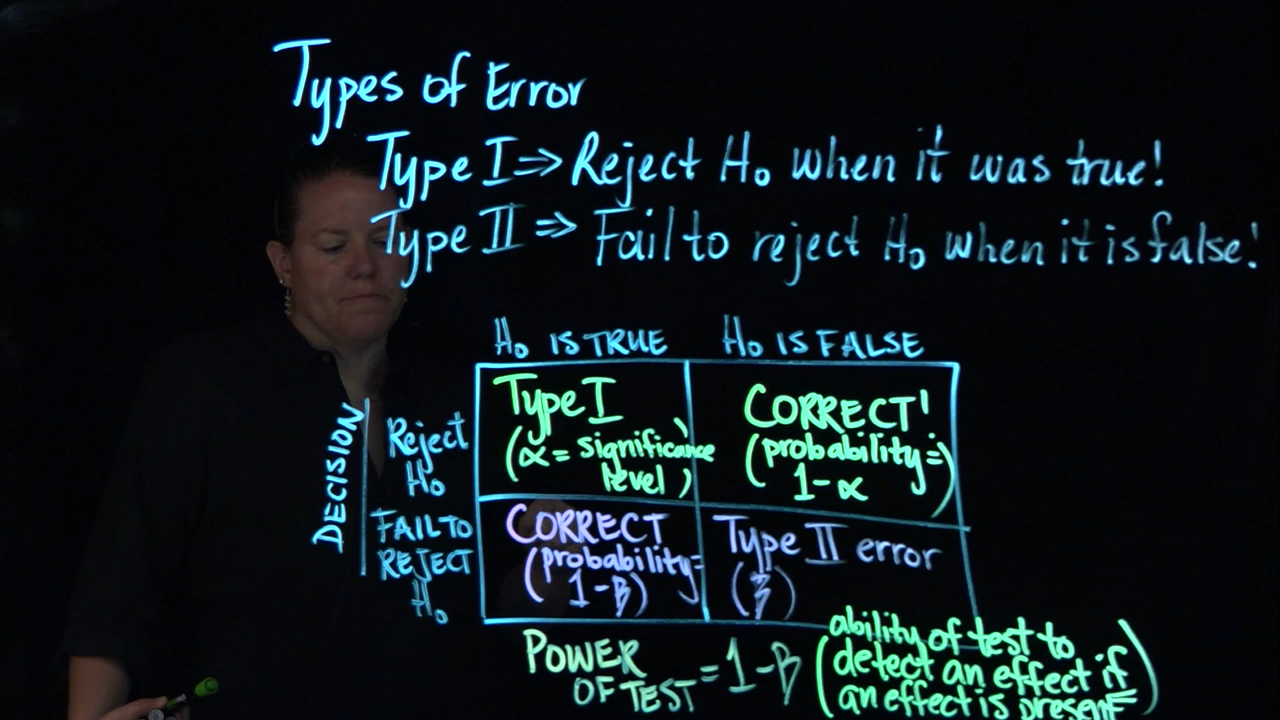 Types of Error
Type I ⇒ Reject H₀ when it was true!
Type II ⇒ Fail to reject H₀ when it is false!
H₀ IS TRUE
H₀ IS FALSE
DECISION
Reject
H₀
Type I
(α = significance
level)
CORRECT!
(probability =
1-α)
FAIL TO
REJECT
H₀
CORRECT
(probability =
1-β)
Type II error
(β)
POWER
OF TEST = 1-β
(ability of test to
detect an effect if
an effect is present)